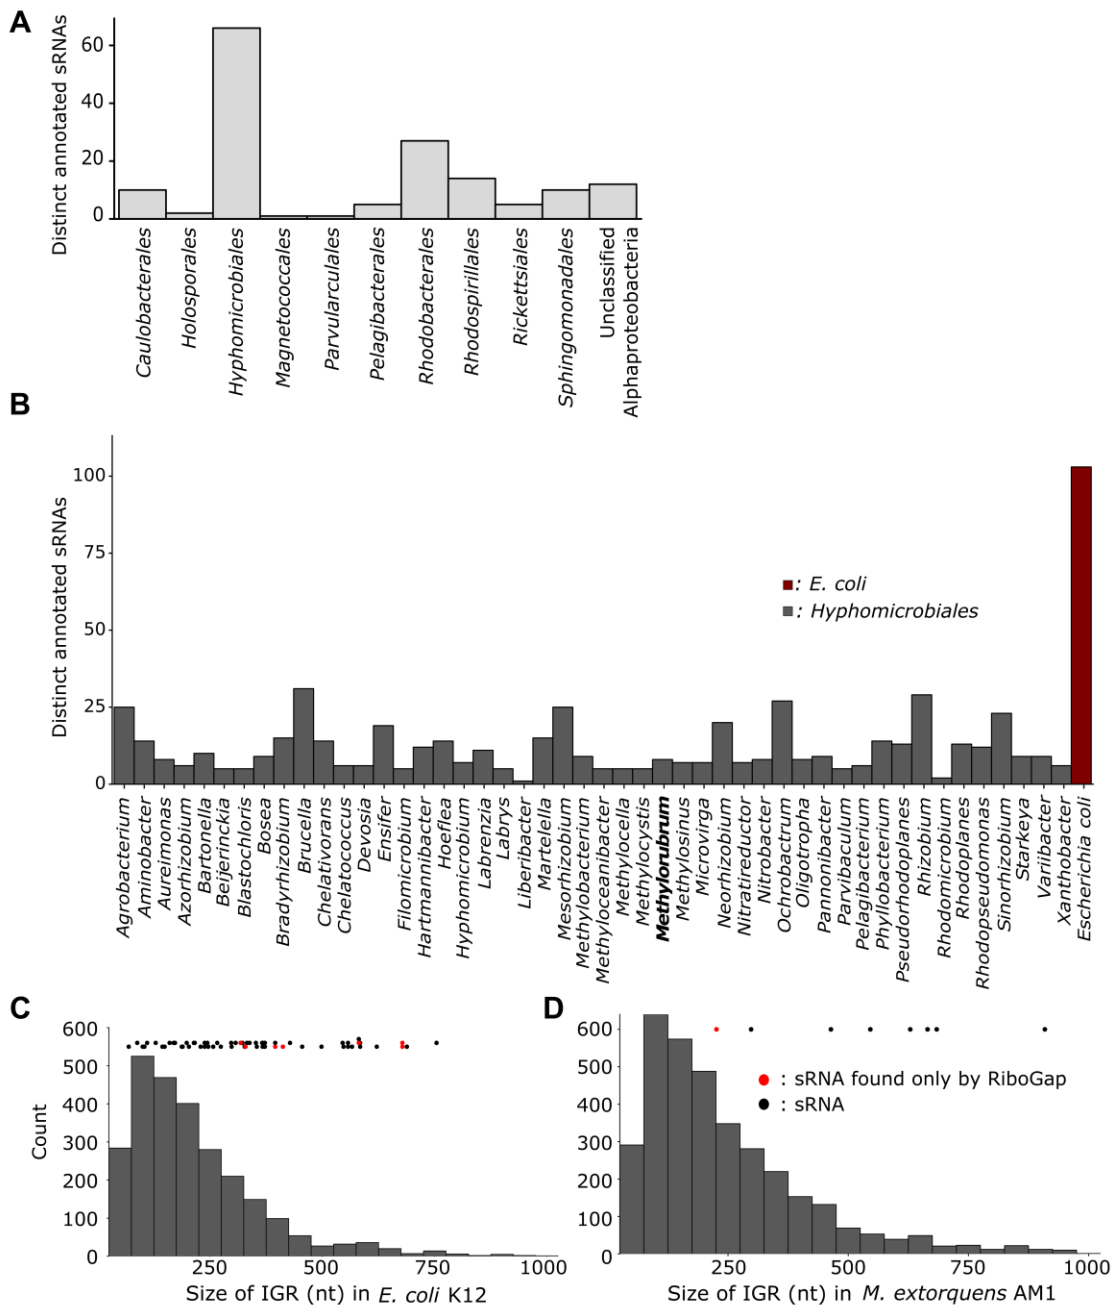 A
Distinct annotated sRNAs
60
40
20
0
Caulobacterales
Holosporales
Hyphomicrobiales
Magnetococcales
Parvularculales
Pelagibacterales
Rhodobacterales
Rhodospirillales
Rickettsiales
Sphingomonadales
Unclassified
Alphaproteobacteria
B
Distinct annotated sRNAs
100
75
50
25
0
: E. coli
: Hyphomicrobiales
Agrobacterium
Aminobacter
Aureimonas
Azorhizobium
Bartonella
Beijerinckia
Blastochloris
Bosea
Bradyrhizobium
Brucella
Chelativorans
Chelatococcus
Devosia
Ensifer
Filomicrobium
Hartmannibacter
Hoeflea
Hyphomicrobium
Labrenzia
Labrys
Liberibacter
Martelella
Mesorhizobium
Methylobacterium
Methyloceanibacter
Methylocella
Methylocystis
Methylorubrum
Methylosinus
Microvirga
Neorhizobium
Nitratireductor
Nitrobacter
Ochrobactrum
Oligotropha
Pannonibacter
Parvibaculum
Pelagibacterium
Phyllobacterium
Pseudorhodoplanes
Rhizobium
Rhodomicrobium
Rhodoplanes
Rhodopseudomonas
Sinorhizobium
Starkeya
Variibacter
Xanthobacter
Escherichia coli
C
Count
600
500
400
300
200
100
0
250
500
750
1000
Size of IGR (nt) in E. coli K12
D
600
500
400
300
200
100
0
: sRNA found only by RiboGap
: sRNA
250
500
750
1000
Size of IGR (nt) in M. extorquens AM1